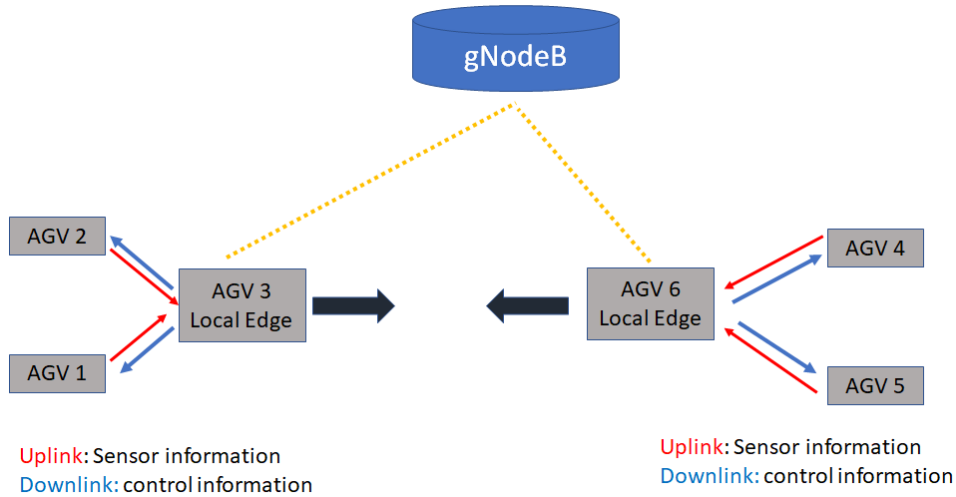 gNodeB
AGV 2
AGV 3
Local Edge
AGV 1
AGV 4
AGV 6
Local Edge
AGV 5
Uplink: Sensor information
Downlink: control information
Uplink: Sensor information
Downlink: control information